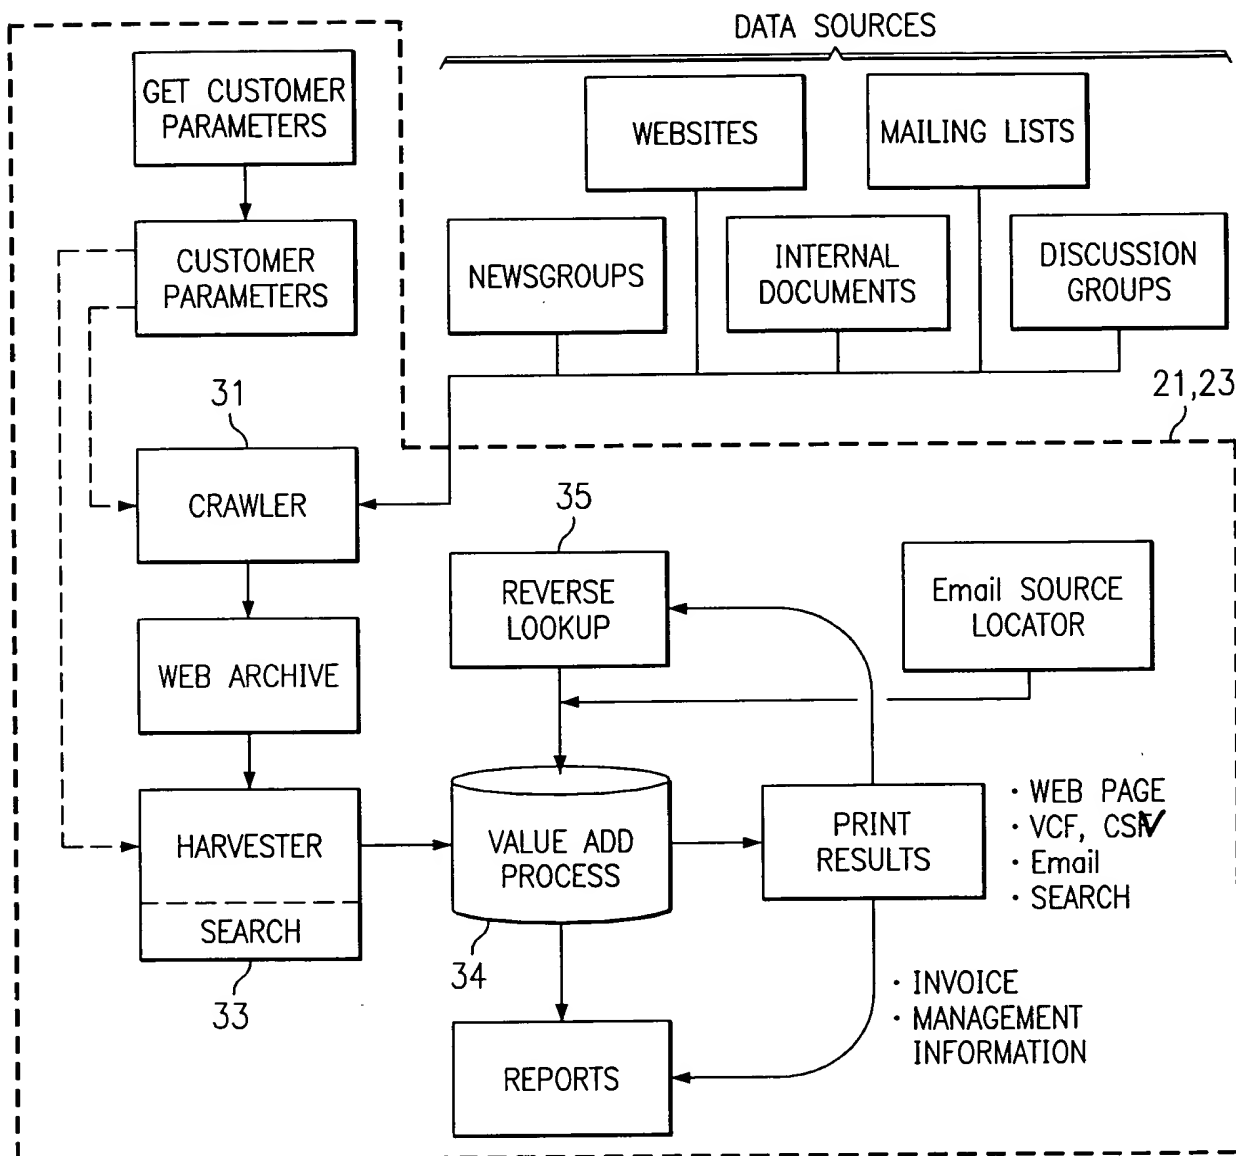 DATA SOURCES
GET CUSTOMER
PARAMETERS
WEBSITES
MAILING LISTS
CUSTOMER
PARAMETERS
NEWSGROUPS
INTERNAL
DOCUMENTS
DISCUSSION
GROUPS
21,23
31
CRAWLER
35
REVERSE
LOOKUP
Email SOURCE
LOCATOR
WEB ARCHIVE
HARVESTER
SEARCH
33
VALUE ADD
PROCESS
34
PRINT
RESULTS
· WEB PAGE
· VCF, CSV
· Email
· SEARCH
· INVOICE
· MANAGEMENT
INFORMATION
REPORTS